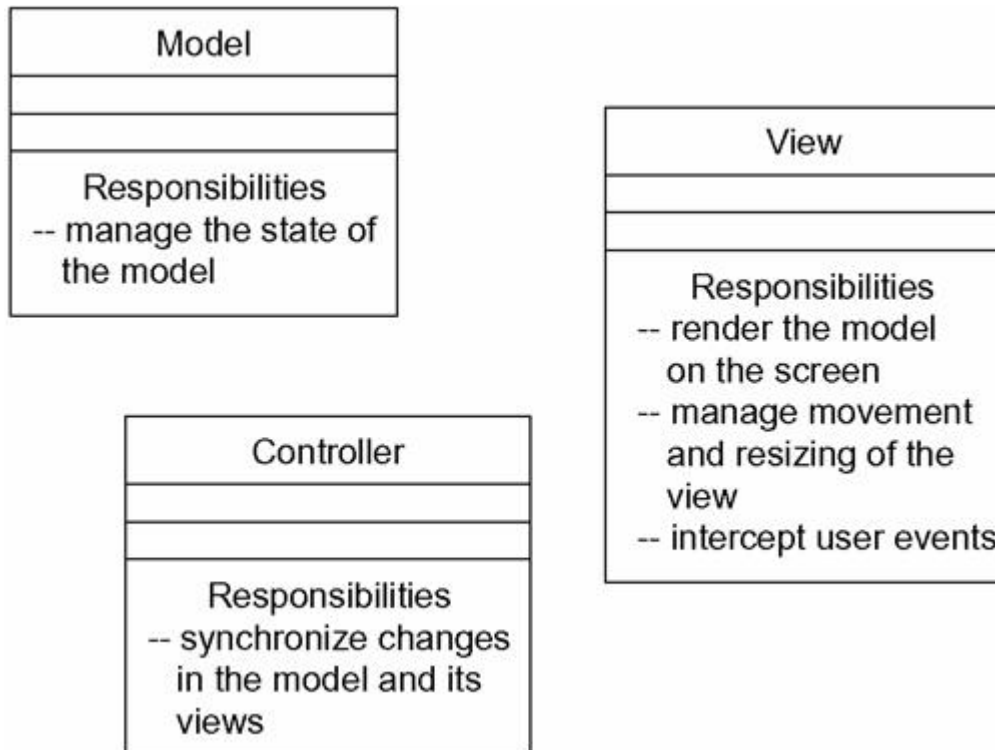 Model
Responsibilities
-- manage the state of
the model
View
Responsibilities
-- render the model
on the screen
-- manage movement
and resizing of the
view
-- intercept user events
Controller
Responsibilities
-- synchronize changes
in the model and its
views